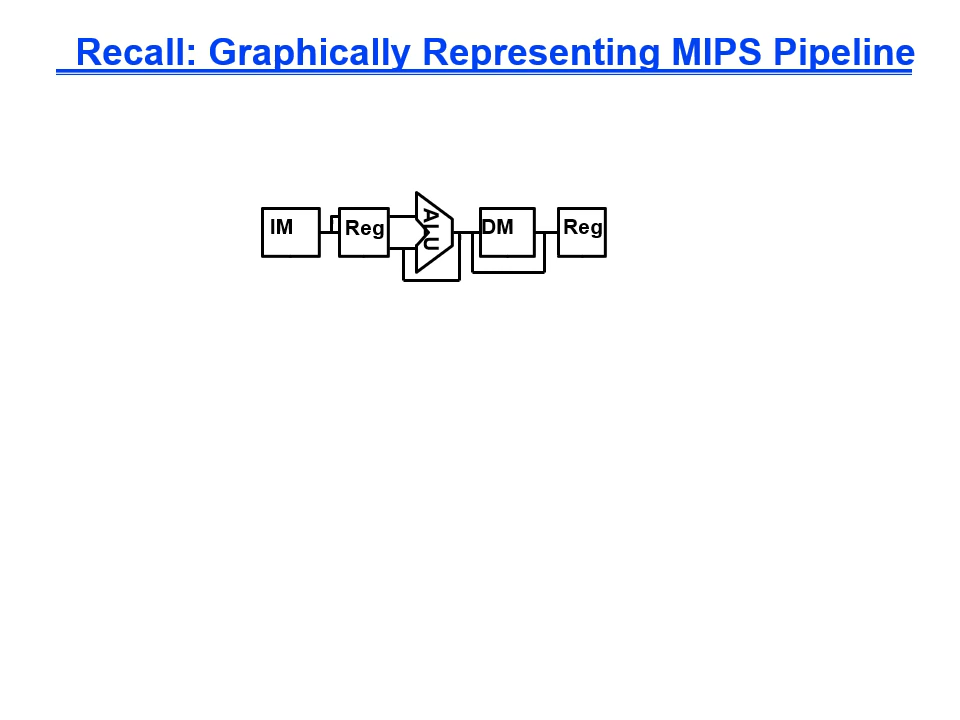 Recall: Graphically Representing MIPS Pipeline
IM Reg ALU DM Reg